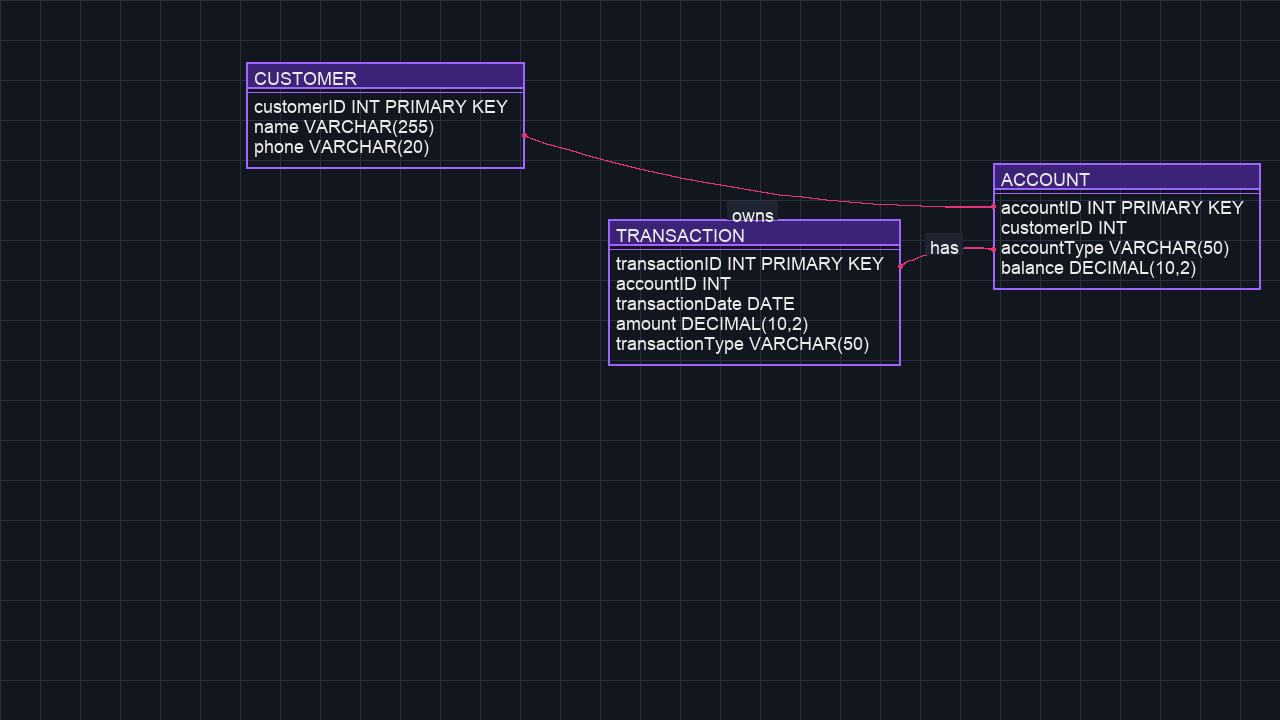 CUSTOMER
customerID INT PRIMARY KEY
name VARCHAR(255)
phone VARCHAR(20)
owns
TRANSACTION
transactionID INT PRIMARY KEY
accountID INT
transactionDate DATE
amount DECIMAL(10,2)
transactionType VARCHAR(50)
has
ACCOUNT
accountID INT PRIMARY KEY
customerID INT
accountType VARCHAR(50)
balance DECIMAL(10,2)